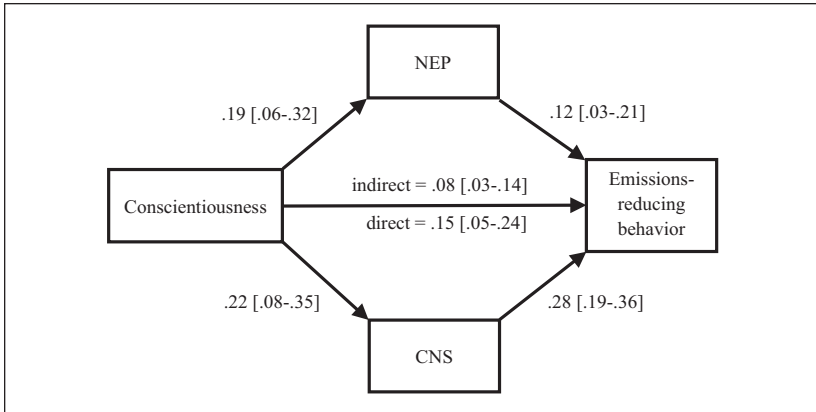 NEP
.19 [.06-.32]
.12 [.03-.21]
Conscientiousness
indirect = .08 [.03-.14]
direct = .15 [.05-.24]
Emissions-
reducing
behavior
.22 [.08-.35]
.28 [.19-.36]
CNS